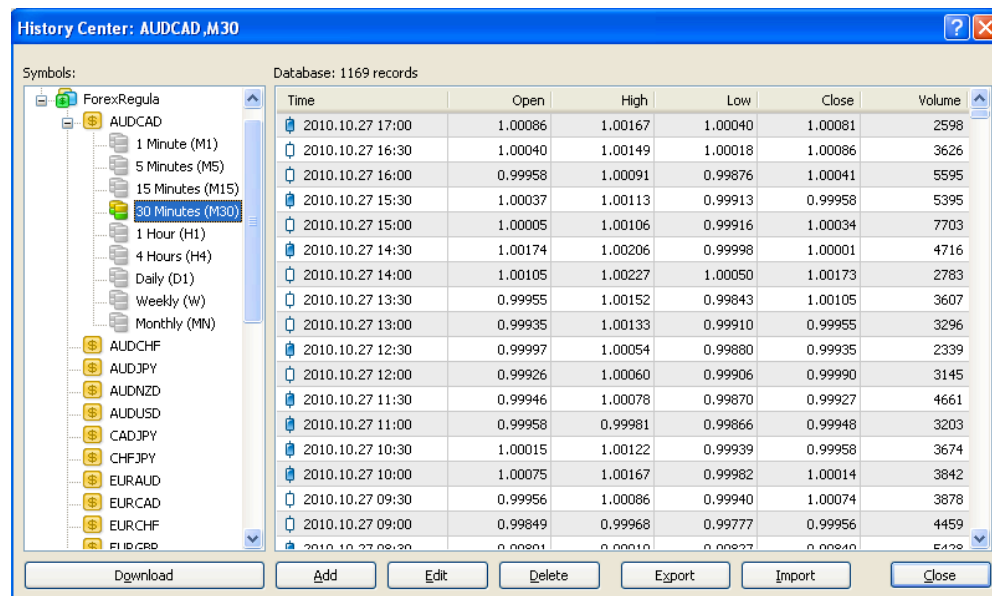 History Center: AUDCAD,M30
Symbols:
Database: 1169 records
ForexRegula
AUDCAD
1 Minute (M1)
5 Minutes (M5)
15 Minutes (M15)
30 Minutes (M30)
1 Hour (H1)
4 Hours (H4)
Daily (D1)
Weekly (W)
Monthly (MN)
AUDCHF
AUDJPY
AUDNZD
AUDUSD
CADJPY
CHFJPY
EURAUD
EURCAD
EURCHF
EURGBP
Time Open High Low Close Volume
2010.10.27 17:00 1.00086 1.00167 1.00040 1.00081 2598
2010.10.27 16:30 1.00040 1.00149 1.00018 1.00086 3626
2010.10.27 16:00 0.99958 1.00091 0.99876 1.00041 5595
2010.10.27 15:30 1.00037 1.00113 0.99913 0.99958 5395
2010.10.27 15:00 1.00005 1.00106 0.99916 1.00034 7703
2010.10.27 14:30 1.00174 1.00206 0.99998 1.00001 4716
2010.10.27 14:00 1.00105 1.00227 1.00050 1.00173 2783
2010.10.27 13:30 0.99955 1.00152 0.99843 1.00105 3607
2010.10.27 13:00 0.99935 1.00133 0.99910 0.99955 3296
2010.10.27 12:30 0.99997 1.00054 0.99880 0.99935 2339
2010.10.27 12:00 0.99926 1.00060 0.99906 0.99990 3145
2010.10.27 11:30 0.99946 1.00078 0.99870 0.99927 4661
2010.10.27 11:00 0.99958 0.99981 0.99866 0.99948 3203
2010.10.27 10:30 1.00015 1.00122 0.99939 0.99958 3674
2010.10.27 10:00 1.00075 1.00167 0.99982 1.00014 3842
2010.10.27 09:30 0.99956 1.00086 0.99940 1.00074 3878
2010.10.27 09:00 0.99849 0.99968 0.99777 0.99956 4459
2010.10.27 08:30
Download Add Edit Delete Export Import Close